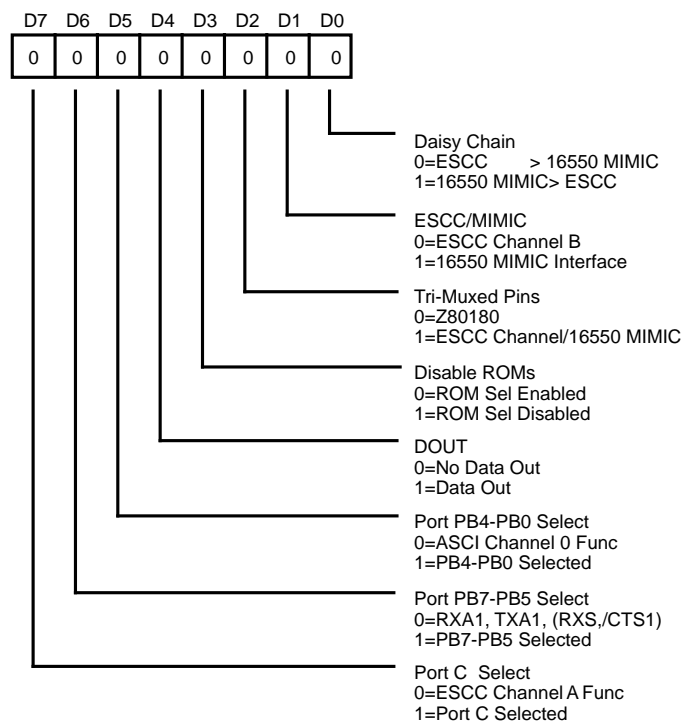 D7 D6 D5 D4 D3 D2 D1 D0
0 0 0 0 0 0 0 0
Daisy Chain
0=ESCC > 16550 MIMIC
1=16550 MIMIC> ESCC
ESCC/MIMIC
0=ESCC Channel B
1=16550 MIMIC Interface
Tri-Muxed Pins
0=Z80180
1=ESCC Channel/16550 MIMIC
Disable ROMs
0=ROM Sel Enabled
1=ROM Sel Disabled
DOUT
0=No Data Out
1=Data Out
Port PB4-PB0 Select
0=ASCI Channel 0 Func
1=PB4-PB0 Selected
Port PB7-PB5 Select
0=RXA1, TXA1, (RXS,/CTS1)
1=PB7-PB5 Selected
Port C Select
0=ESCC Channel A Func
1=Port C Selected